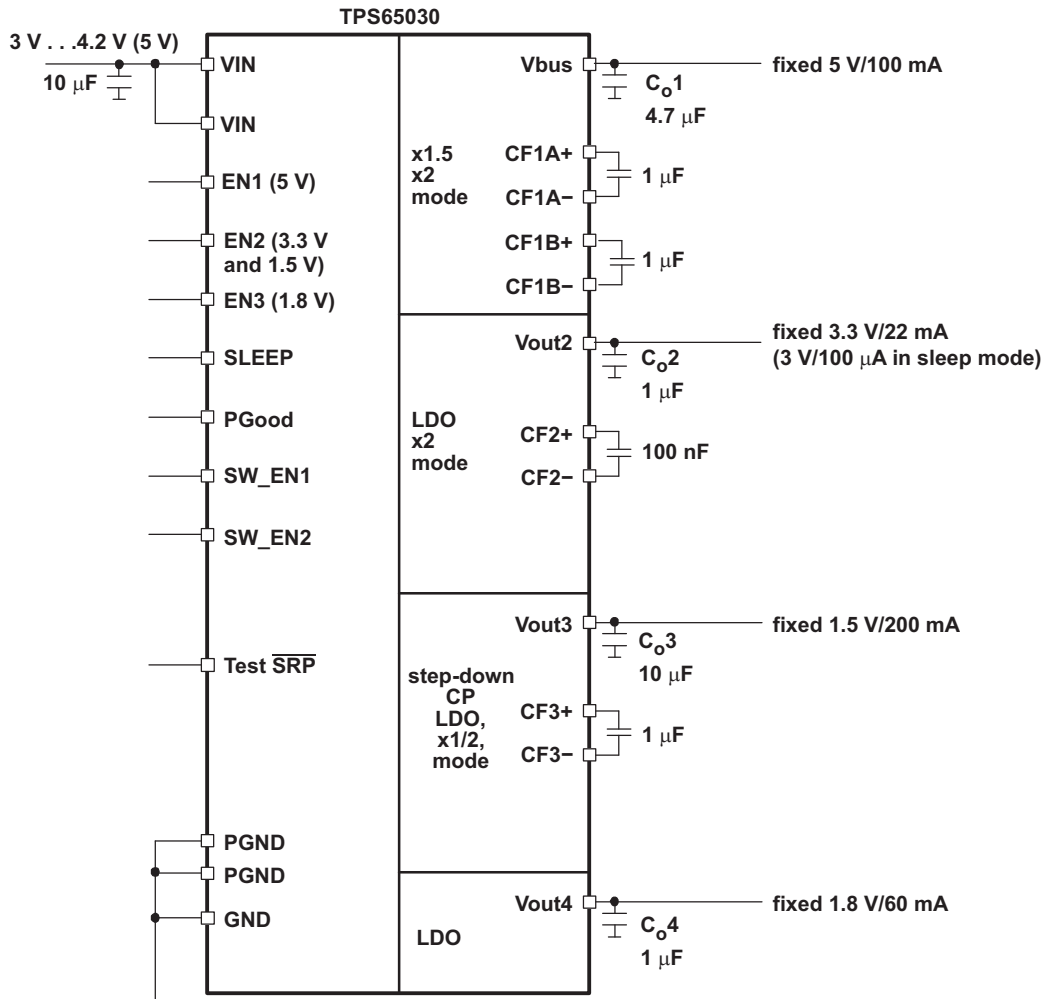 TPS65030
3 V . . .4.2 V (5 V)
10 μF
VIN
VIN
EN1 (5 V)
EN2 (3.3 V
and 1.5 V)
EN3 (1.8 V)
SLEEP
PGood
SW_EN1
SW_EN2
Test SRP
PGND
PGND
GND
x1.5
x2
mode
Vbus
CF1A+
CF1A−
CF1B+
CF1B−
Co1
4.7 μF
fixed 5 V/100 mA
1 μF
1 μF
LDO
x2
mode
Vout2
CF2+
CF2−
Co2
1 μF
fixed 3.3 V/22 mA
(3 V/100 μA in sleep mode)
100 nF
step-down
CP
LDO,
x1/2,
mode
Vout3
CF3+
CF3−
Co3
10 μF
fixed 1.5 V/200 mA
1 μF
LDO
Vout4
Co4
1 μF
fixed 1.8 V/60 mA